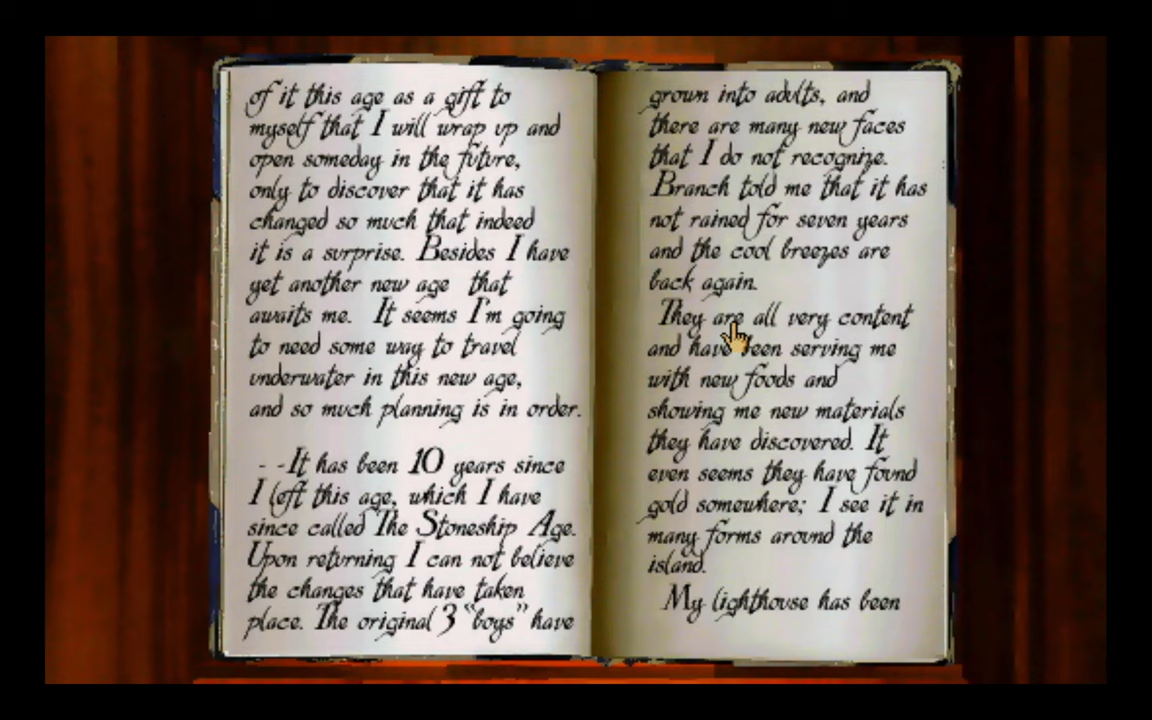 of it this age as a gift to
myself that I will wrap up and
open someday in the future,
only to discover that it has
changed so much that indeed
it is a surprise. Besides I have
yet another new age that
awaits me. It seems I'm going
to need some way to travel
underwater in this new age,
and so much planning is in order.
--It has been 10 years since
I left this age, which I have
since called The Stoneship Age.
Upon returning I can not believe
the changes that have taken
place. The original 3 "boys" have
grown into adults, and
there are many new faces
that I do not recognize.
Branch told me that it has
not rained for seven years
and the cool breezes are
back again.
They are all very content
and have been serving me
with new foods and
showing me new materials
they have discovered. It
even seems they have found
gold somewhere; I see it in
many forms around the
island.
My lighthouse has been